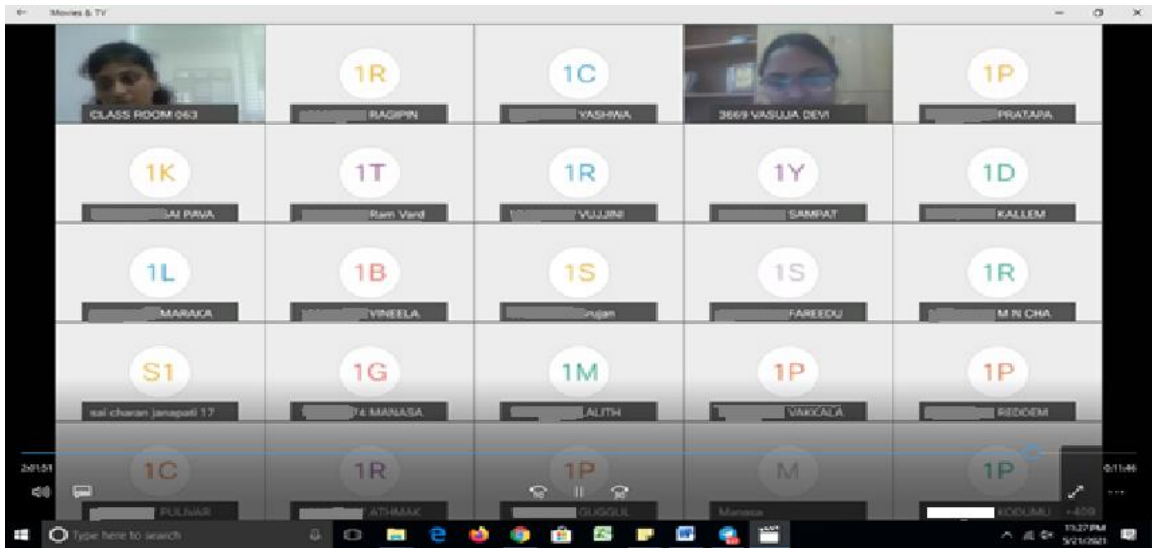 Movies & TV
1R
1C
1P
CLASS ROOM 063
RAGIPIN
YASHWA
3669 VASUJA DEVI
PRATAPA
1K
1T
1R
1Y
1D
SAI PAVA
Ram Vard
VUJJINI
SAMPAT
KALLEM
1L
1B
1S
1S
1R
MARAKA
VINEELA
FAREEDU
M N CHA
S1
1G
1M
1P
1P
sai charan janapati 17
74 MANASA
ALITH
VAKKALA
REDDEM
1C
1R
1P
M
1P
2:01:51
0:11:46
10
30
ATHMAK
GUGGUL
Manasa
KODUMU
+409
Type here to search
11:27 PM
5/21/2021